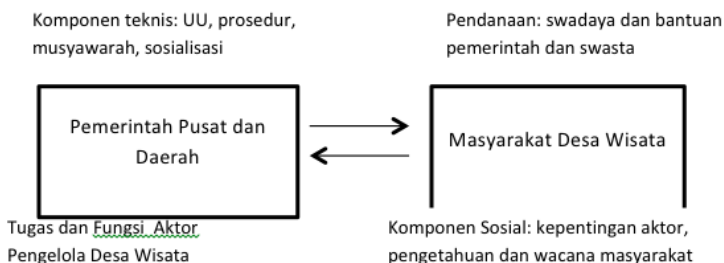 Komponen teknis: UU, prosedur,
musyawarah, sosialisasi
Pendanaan: swadaya dan bantuan
pemerintah dan swasta
Pemerintah Pusat dan
Daerah
Masyarakat Desa Wisata
Tugas dan Fungsi Aktor
Pengelola Desa Wisata
Komponen Sosial: kepentingan aktor,
pengetahuan dan wacana masyarakat